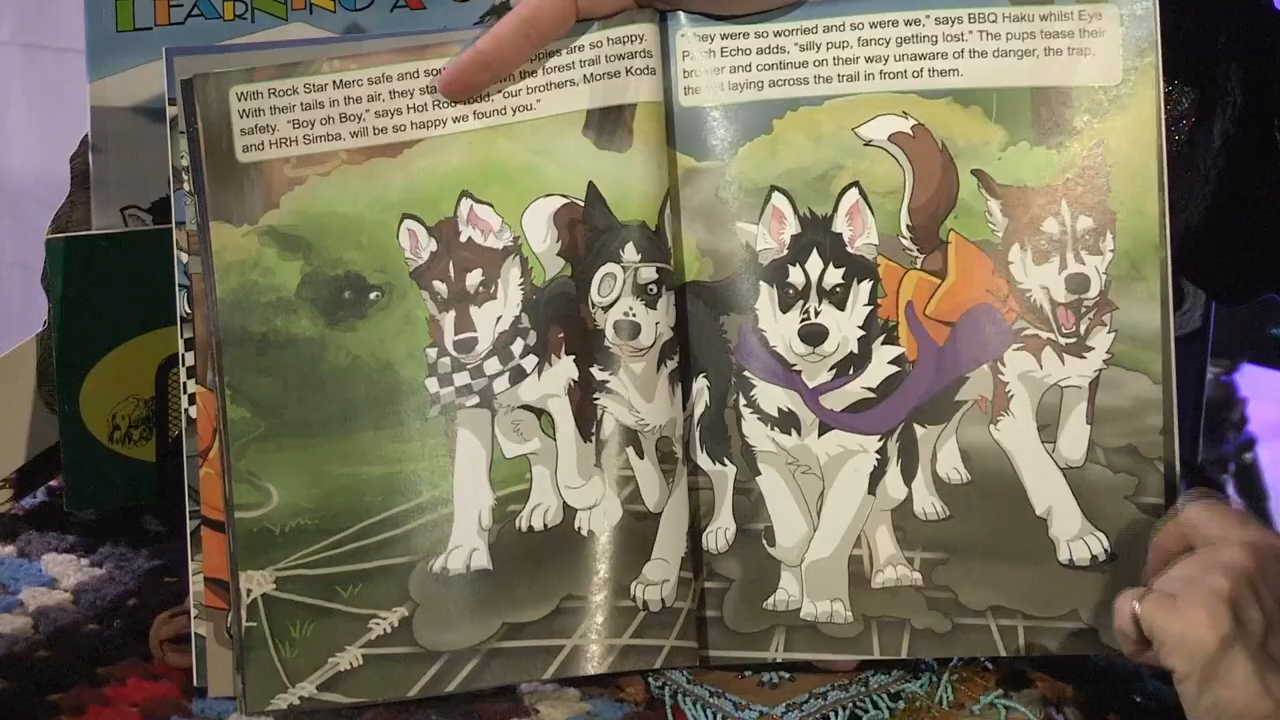 LEARNING A
With Rock Star Merc safe and ppies are so happy.
With their tails in the air, they the forest trail towards
safety. "Boy oh Boy," says Hot Rod Todd, "our brothers, Morse Koda
and HRH Simba, will be so happy we found you."
"They were so worried and so were we," says BBQ Haku whilst Eye
Patch Echo adds, "silly pup, fancy getting lost." The pups tease their
brother and continue on their way unaware of the danger, the trap,
the net laying across the trail in front of them.